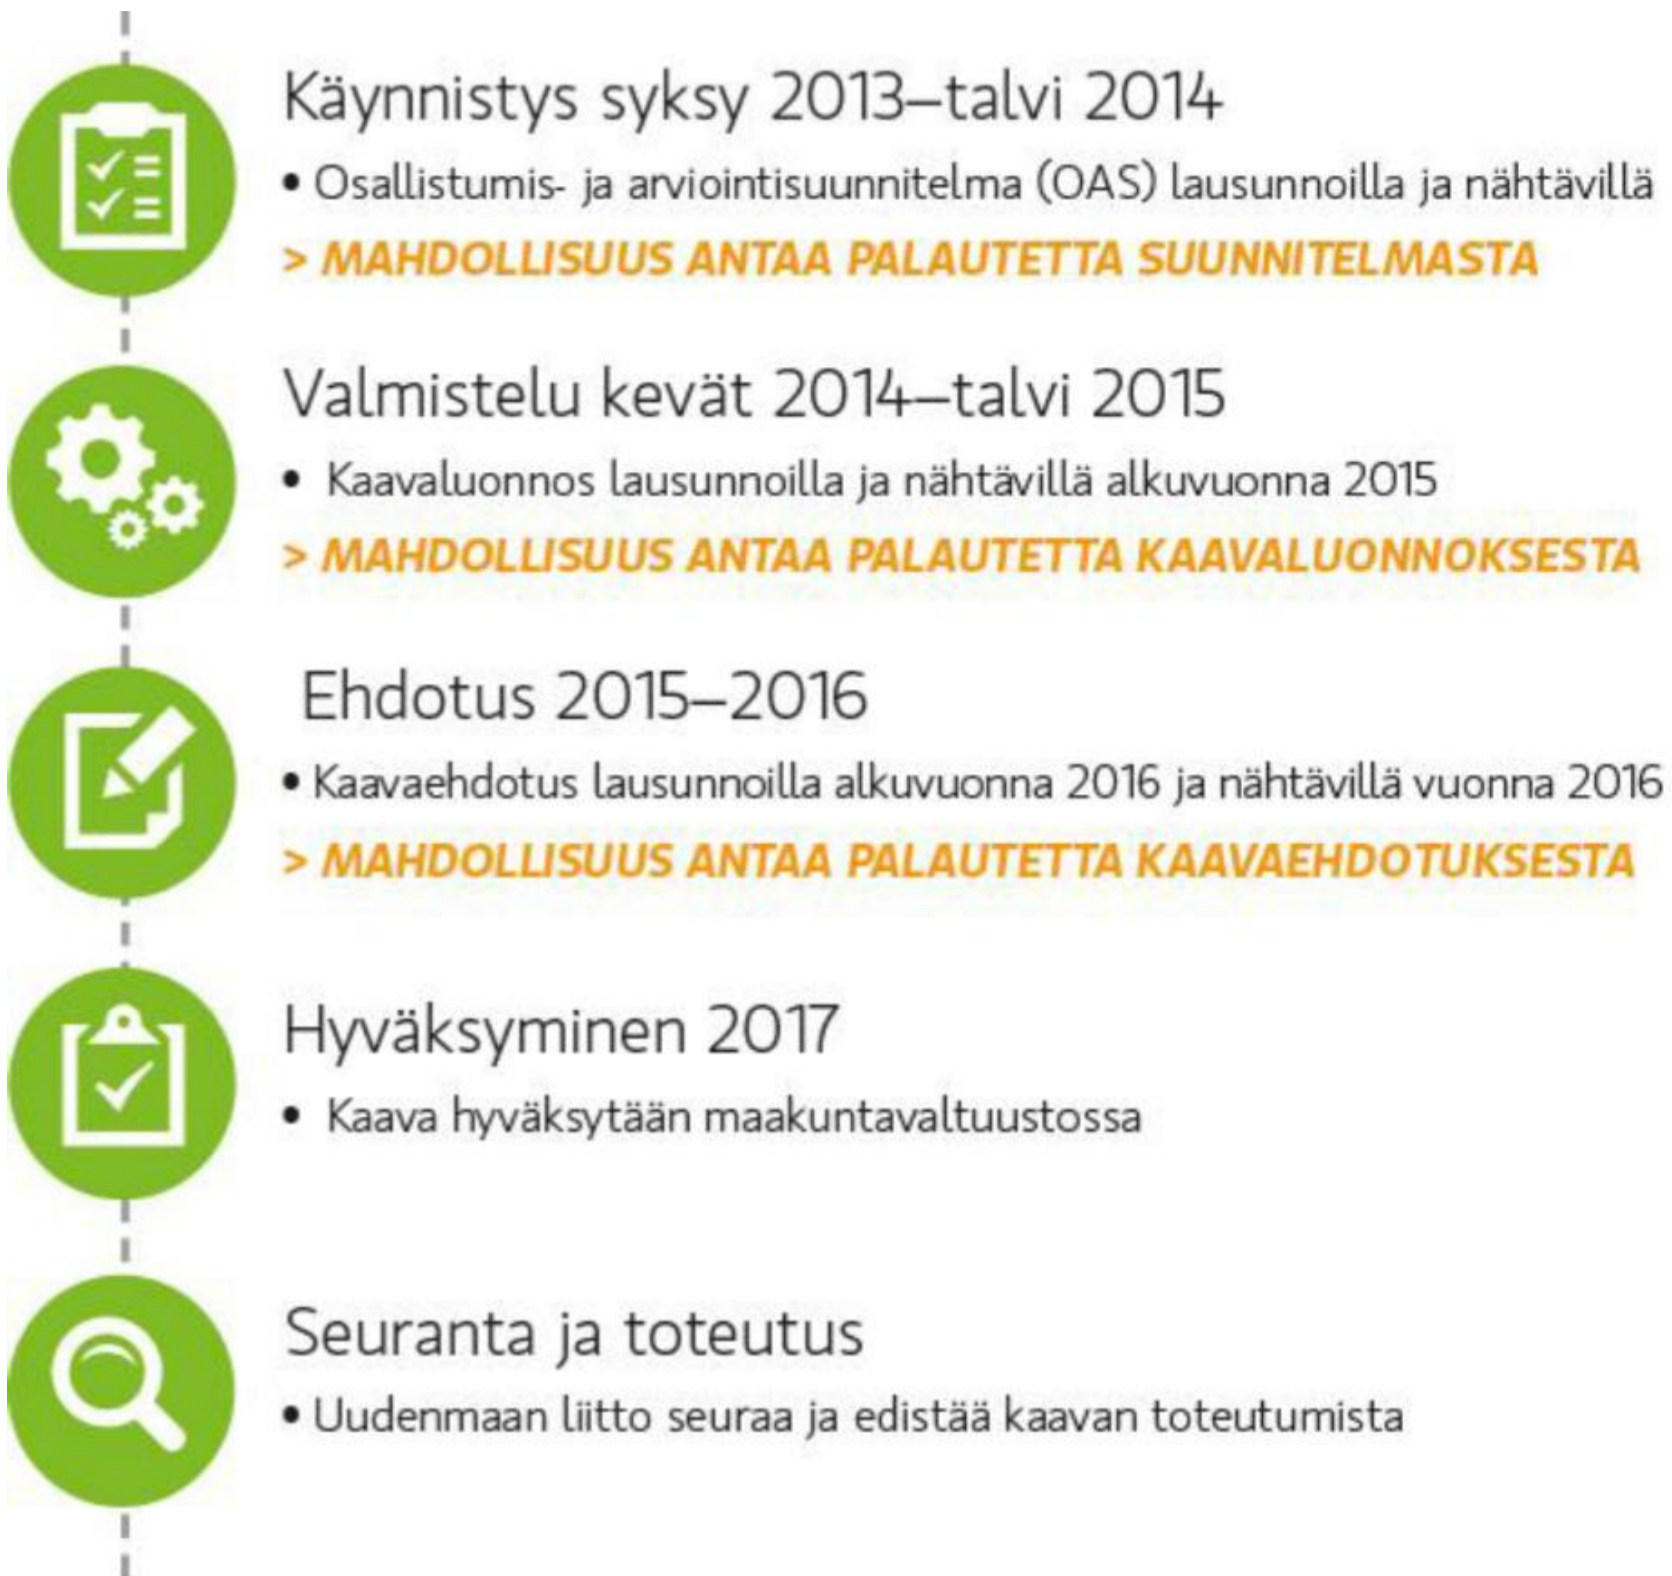 Käynnistys syksy 2013–talvi 2014
• Osallistumis- ja arviointisuunnitelma (OAS) lausunnoilla ja nähtävillä
> MAHDOLLISUUS ANTAA PALAUTETTA SUUNNITELMASTA
Valmistelu kevät 2014–talvi 2015
• Kaavaluonnos lausunnoilla ja nähtävillä alkuvuonna 2015
> MAHDOLLISUUS ANTAA PALAUTETTA KAAVALUONNOKSESTA
Ehdotus 2015–2016
• Kaavaehdotus lausunnoilla alkuvuonna 2016 ja nähtävillä vuonna 2016
> MAHDOLLISUUS ANTAA PALAUTETTA KAAVAEHDOTUKSESTA
Hyväksyminen 2017
• Kaava hyväksytään maakuntavaltuustossa
Seuranta ja toteutus
• Uudenmaan liitto seuraa ja edistää kaavan toteutumista